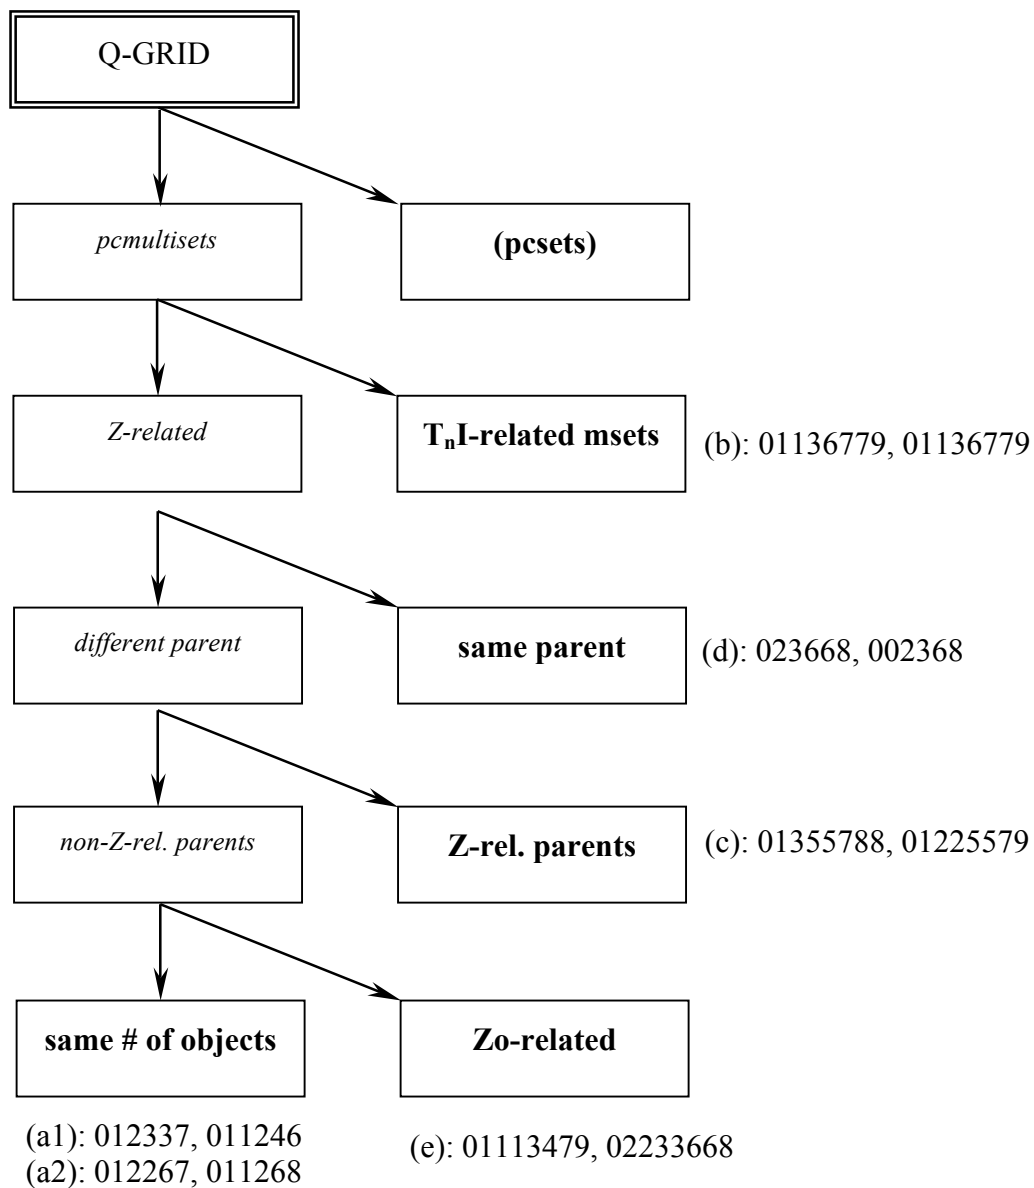 Q-GRID
pcmultisets
(pcsets)
Z-related
TₙI-related msets
(b): 01136779, 01136779
different parent
same parent
(d): 023668, 002368
non-Z-rel. parents
Z-rel. parents
(c): 01355788, 01225579
same # of objects
Zo-related
(a1): 012337, 011246
(a2): 012267, 011268
(e): 01113479, 02233668